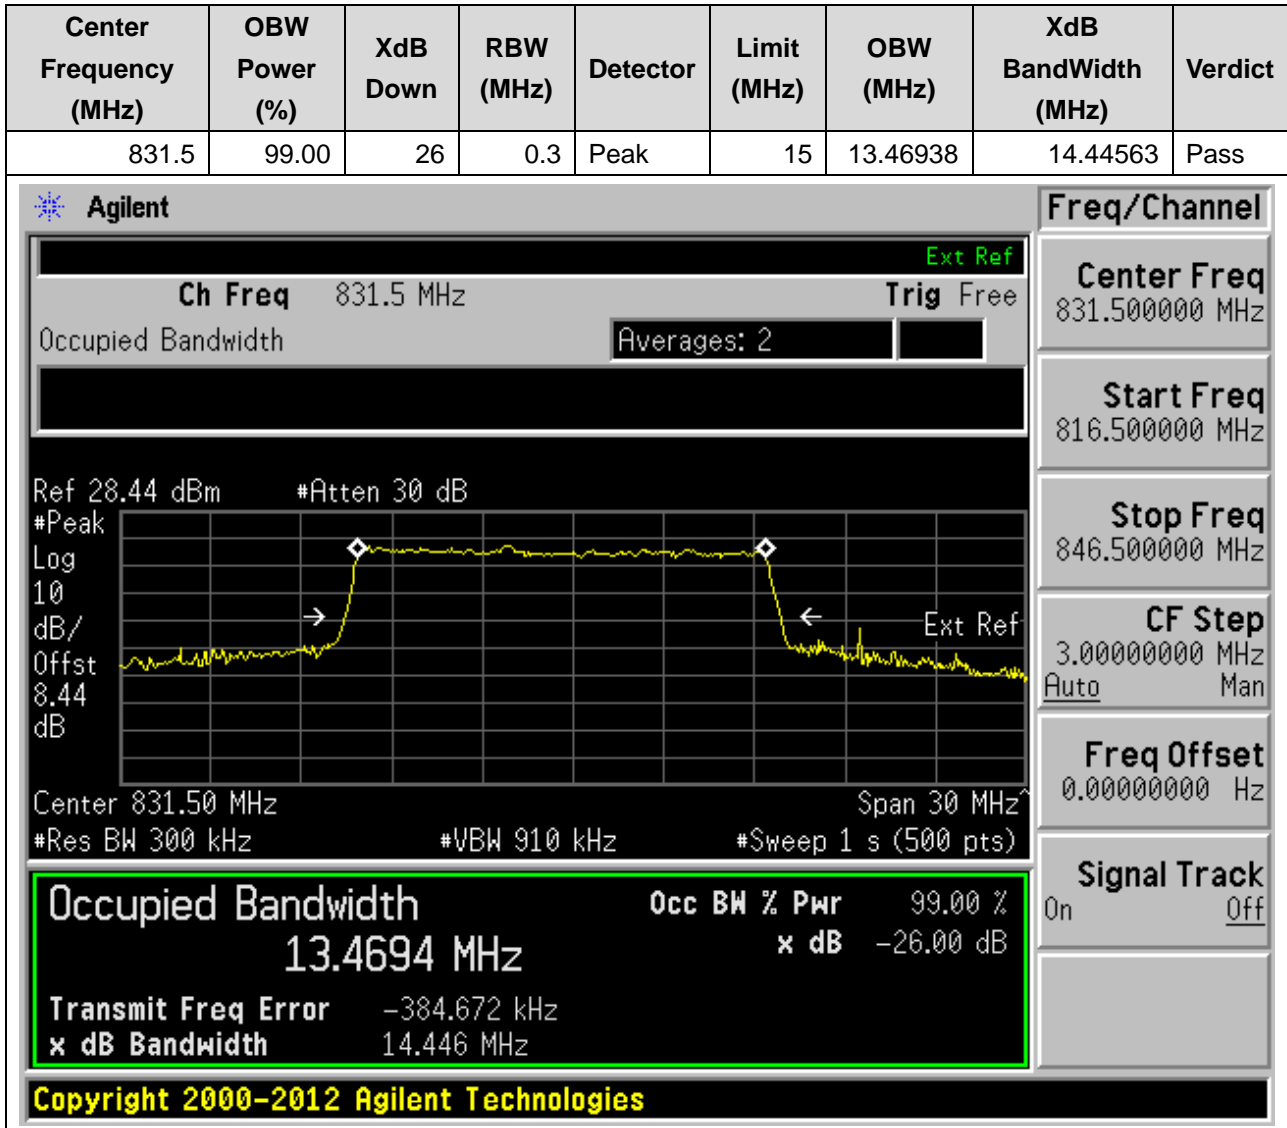 Center Frequency (MHz) OBW Power (%) XdB Down RBW (MHz) Detector Limit (MHz) OBW (MHz) XdB BandWidth (MHz) Verdict
831.5 99.00 26 0.3 Peak 15 13.46938 14.44563 Pass
Agilent
Freq/Channel
Ext Ref
Ch Freq 831.5 MHz Trig Free
Occupied Bandwidth Averages: 2
Center Freq
831.500000 MHz
Start Freq
816.500000 MHz
Stop Freq
846.500000 MHz
CF Step
3.00000000 MHz
Auto Man
Freq Offset
0.00000000 Hz
Signal Track
On Off
Ref 28.44 dBm #Atten 30 dB
#Peak
Log
10
dB/
Offst
8.44
dB
Ext Ref
Center 831.50 MHz Span 30 MHz^
#Res BW 300 kHz #VBW 910 kHz #Sweep 1 s (500 pts)
Occupied Bandwidth
13.4694 MHz
Occ BW % Pwr 99.00 %
x dB -26.00 dB
Transmit Freq Error -384.672 kHz
x dB Bandwidth 14.446 MHz
Copyright 2000-2012 Agilent Technologies